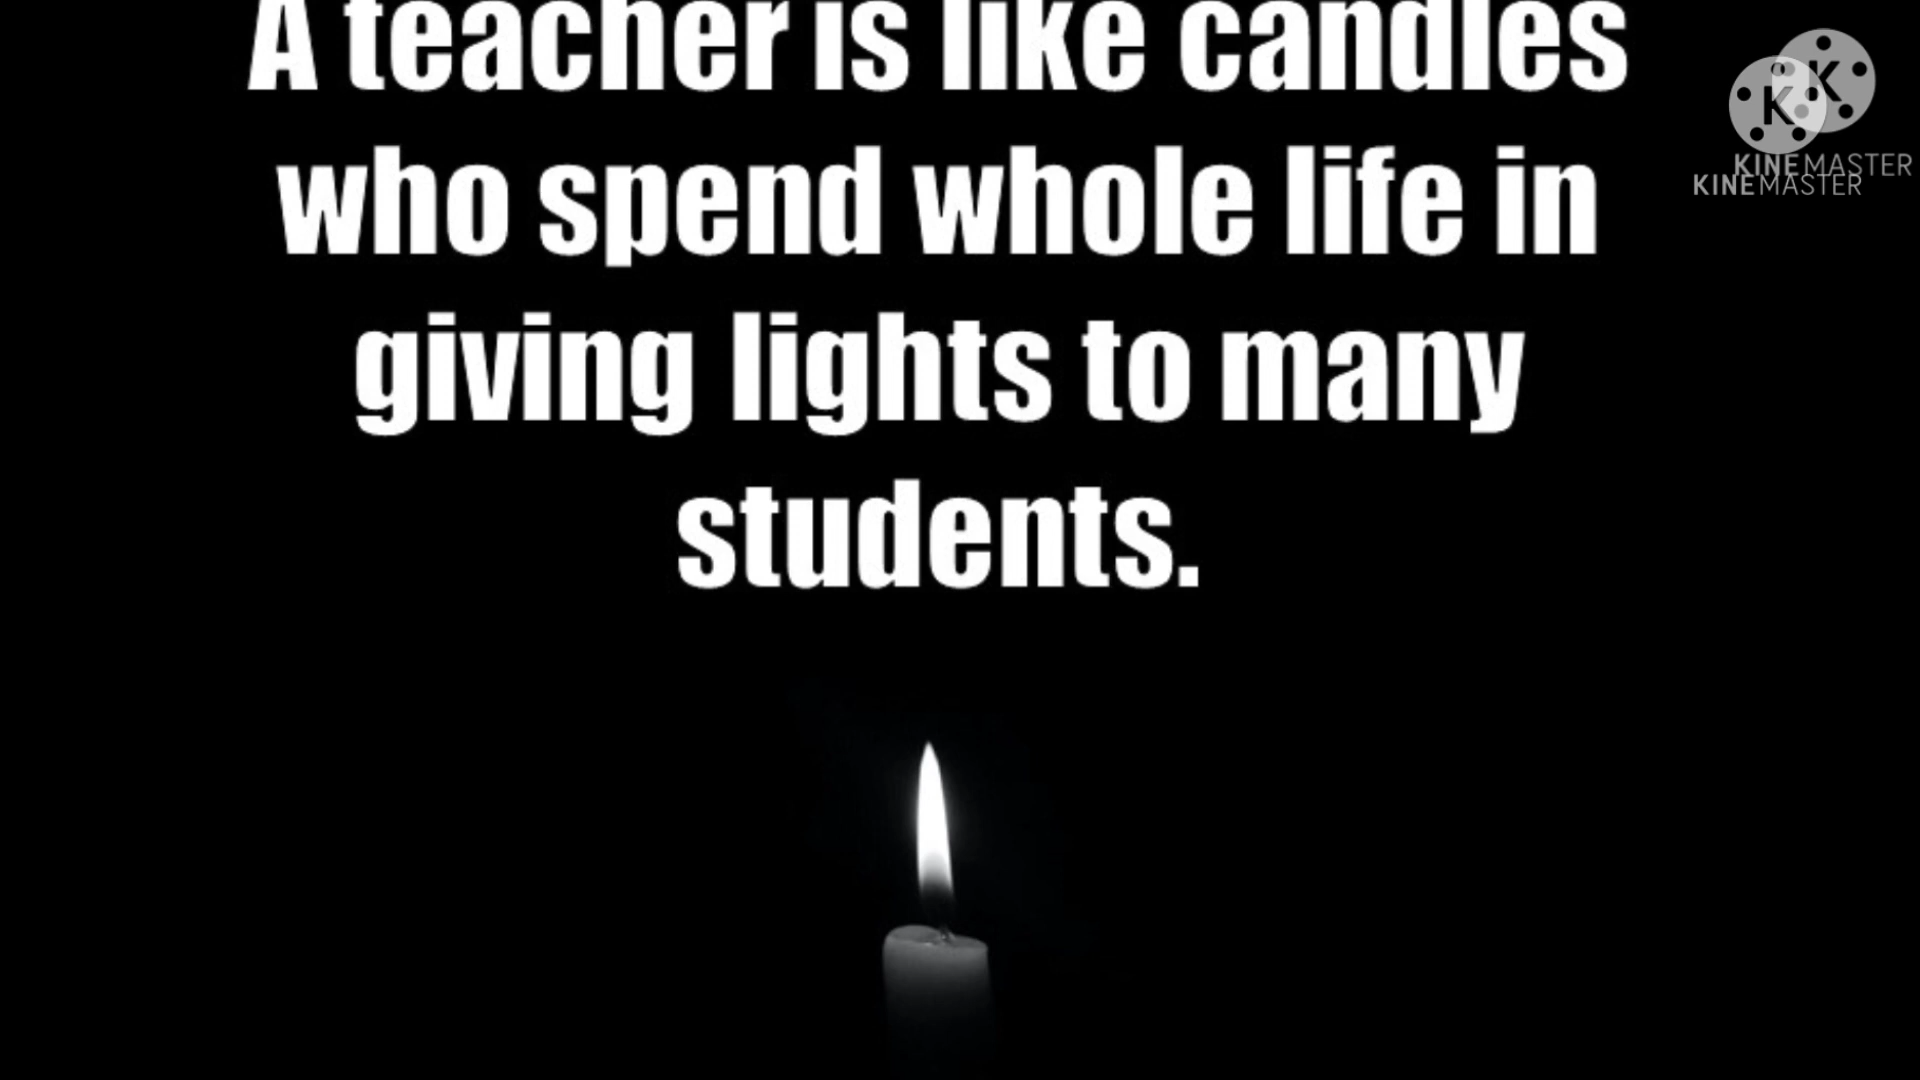 A teacher is like candles
who spend whole life in
giving lights to many
students.
K
K
KINEMASTER
KINEMASTER